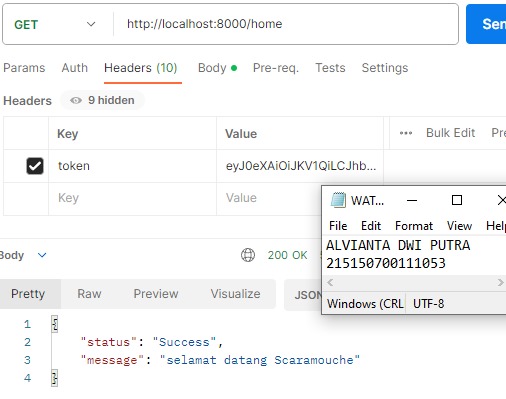 GET http://localhost:8000/home Sen
Params Auth Headers (10) Body Pre-req. Tests Settings
Headers 9 hidden
Key Value Bulk Edit Pre
token eyJ0eXAiOiJKV1QiLCJhb...
Key Value
WAT...
File Edit Format View Help
ALVIANTA DWI PUTRA
215150700111053
Windows (CRL UTF-8
Body 200 OK
Pretty Raw Preview Visualize JSON
1 {
2 "status": "Success",
3 "message": "selamat datang Scaramouche"
4 }